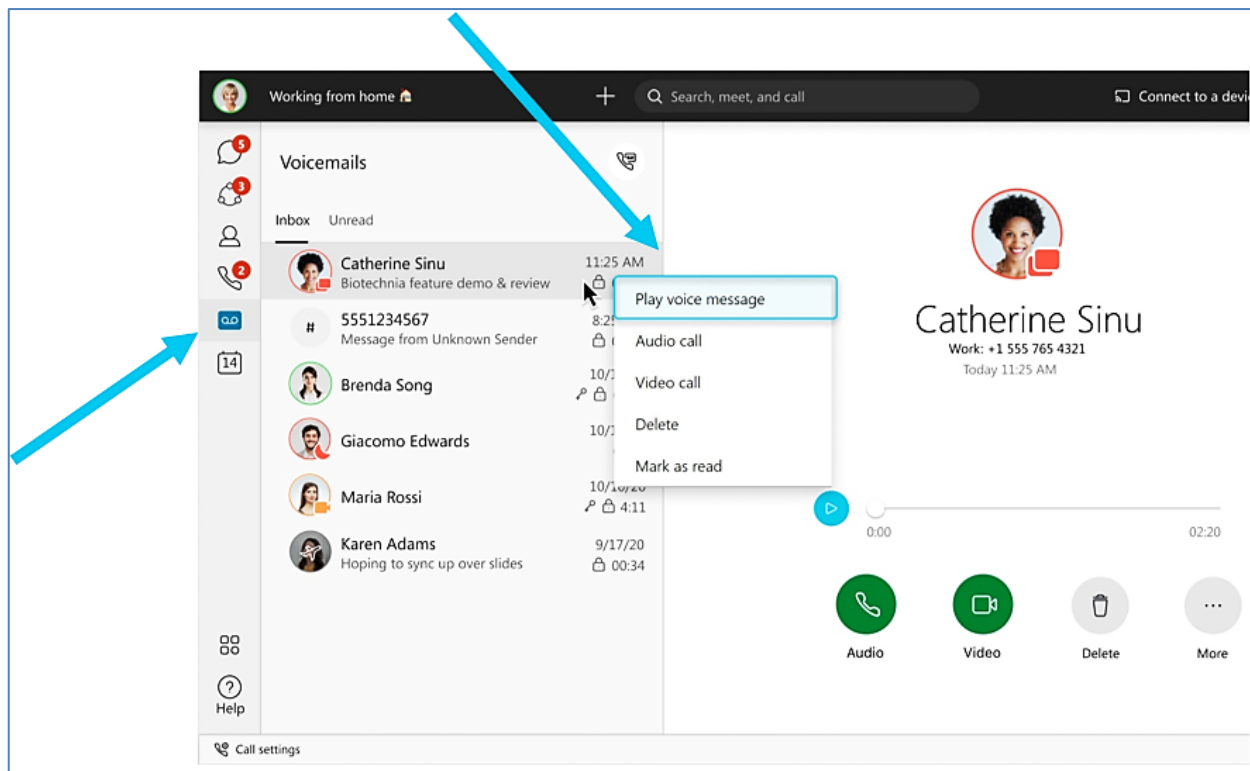 Working from home
Search, meet, and call
Connect to a devi
5
3
2
14
Voicemails
Inbox Unread
Catherine Sinu 11:25 AM
Biotechnia feature demo & review
# 5551234567
Message from Unknown Sender
Brenda Song
Giacomo Edwards
Maria Rossi
4:11
Karen Adams 9/17/20
Hoping to sync up over slides 00:34
Play voice message
Audio call
Video call
Delete
Mark as read
Catherine Sinu
Work: +1 555 765 4321
Today 11:25 AM
0:00 02:20
Audio Video Delete More
Help
Call settings